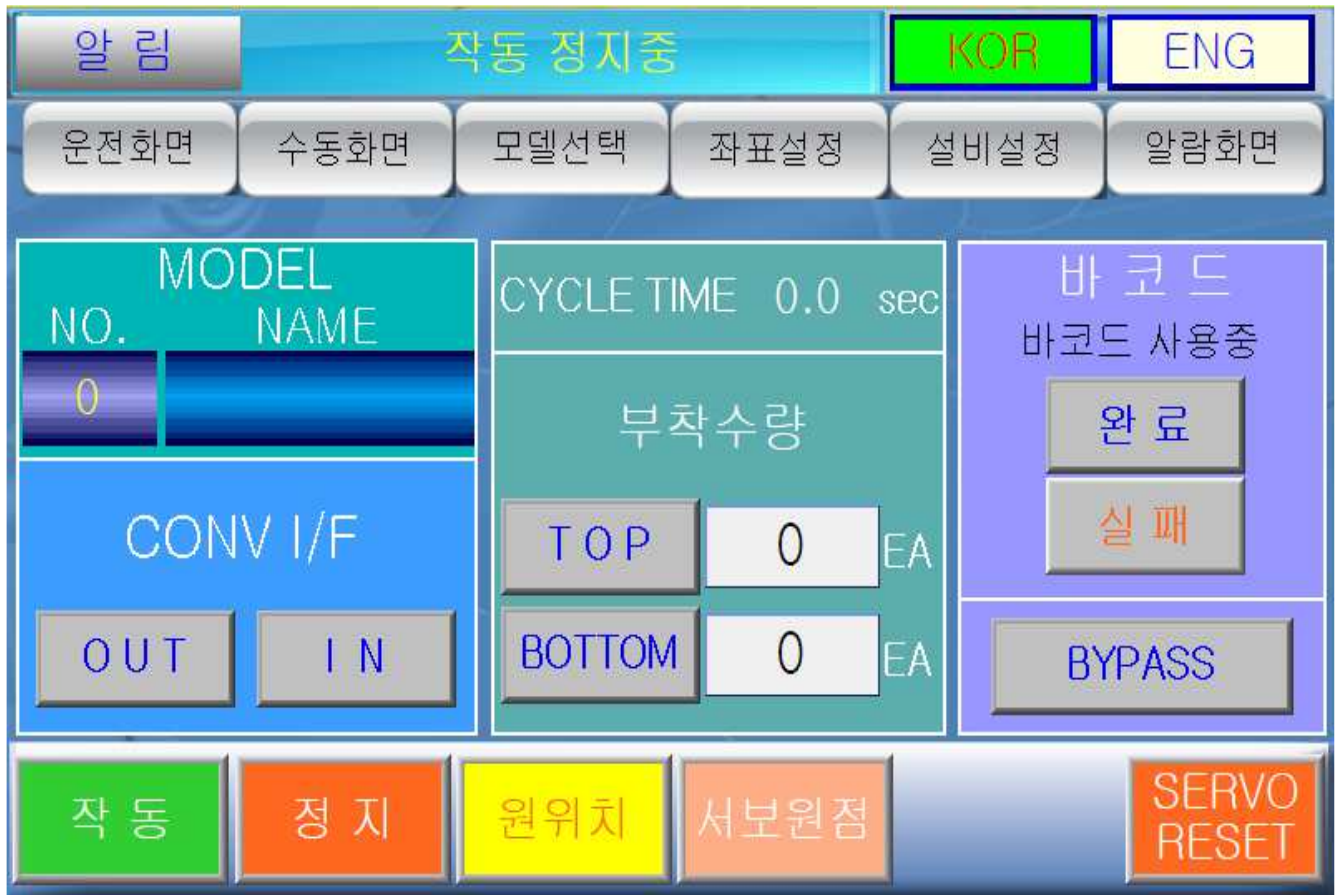 알 림 작동 정지중 KOR ENG
운전화면 수동화면 모델선택 좌표설정 설비설정 알람화면
MODEL
NO. NAME
0
CONV I/F
OUT IN
CYCLE TIME 0.0 sec
부착수량
TOP 0 EA
BOTTOM 0 EA
바 코 드
바코드 사용중
완 료
실 패
BYPASS
작 동 정 지 원위치 서보원점 SERVO
RESET